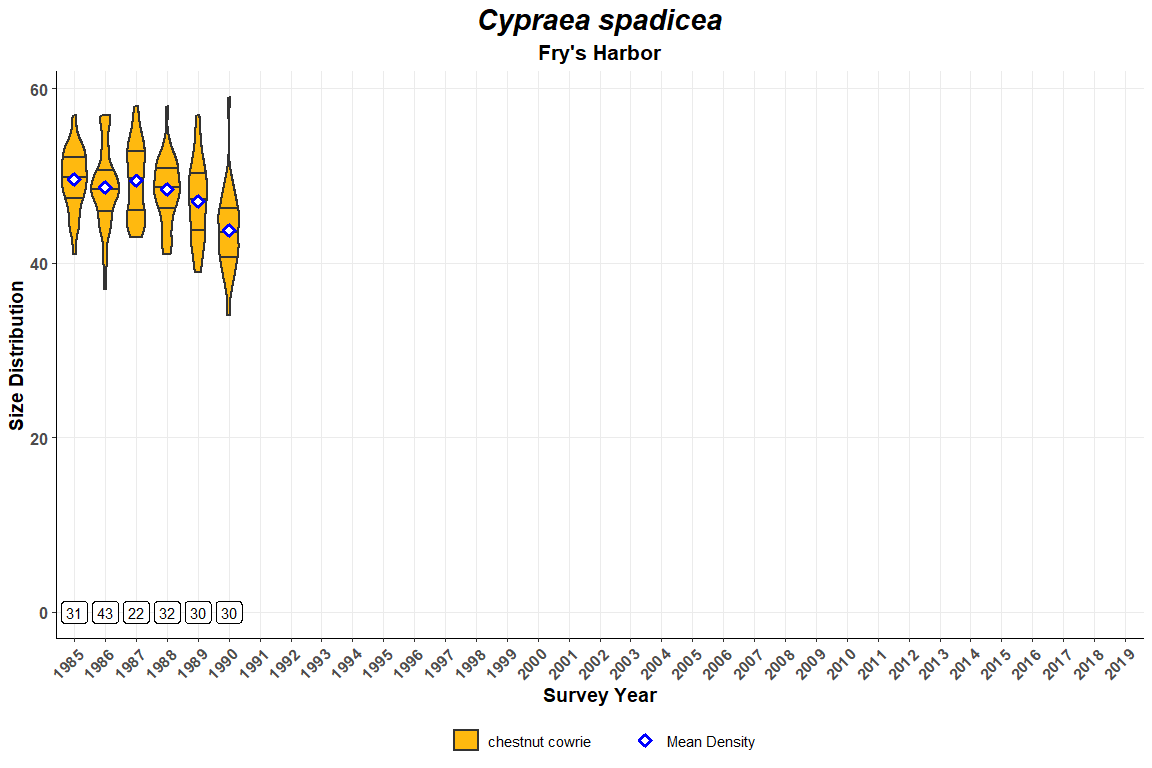 Cypraea spadicea
Fry's Harbor
Size Distribution
60
40
20
0
31 43 22 32 30 30
1985 1986 1987 1988 1989 1990 1991 1992 1993 1994 1995 1996 1997 1998 1999 2000 2001 2002 2003 2004 2005 2006 2007 2008 2009 2010 2011 2012 2013 2014 2015 2016 2017 2018 2019
Survey Year
chestnut cowrie Mean Density